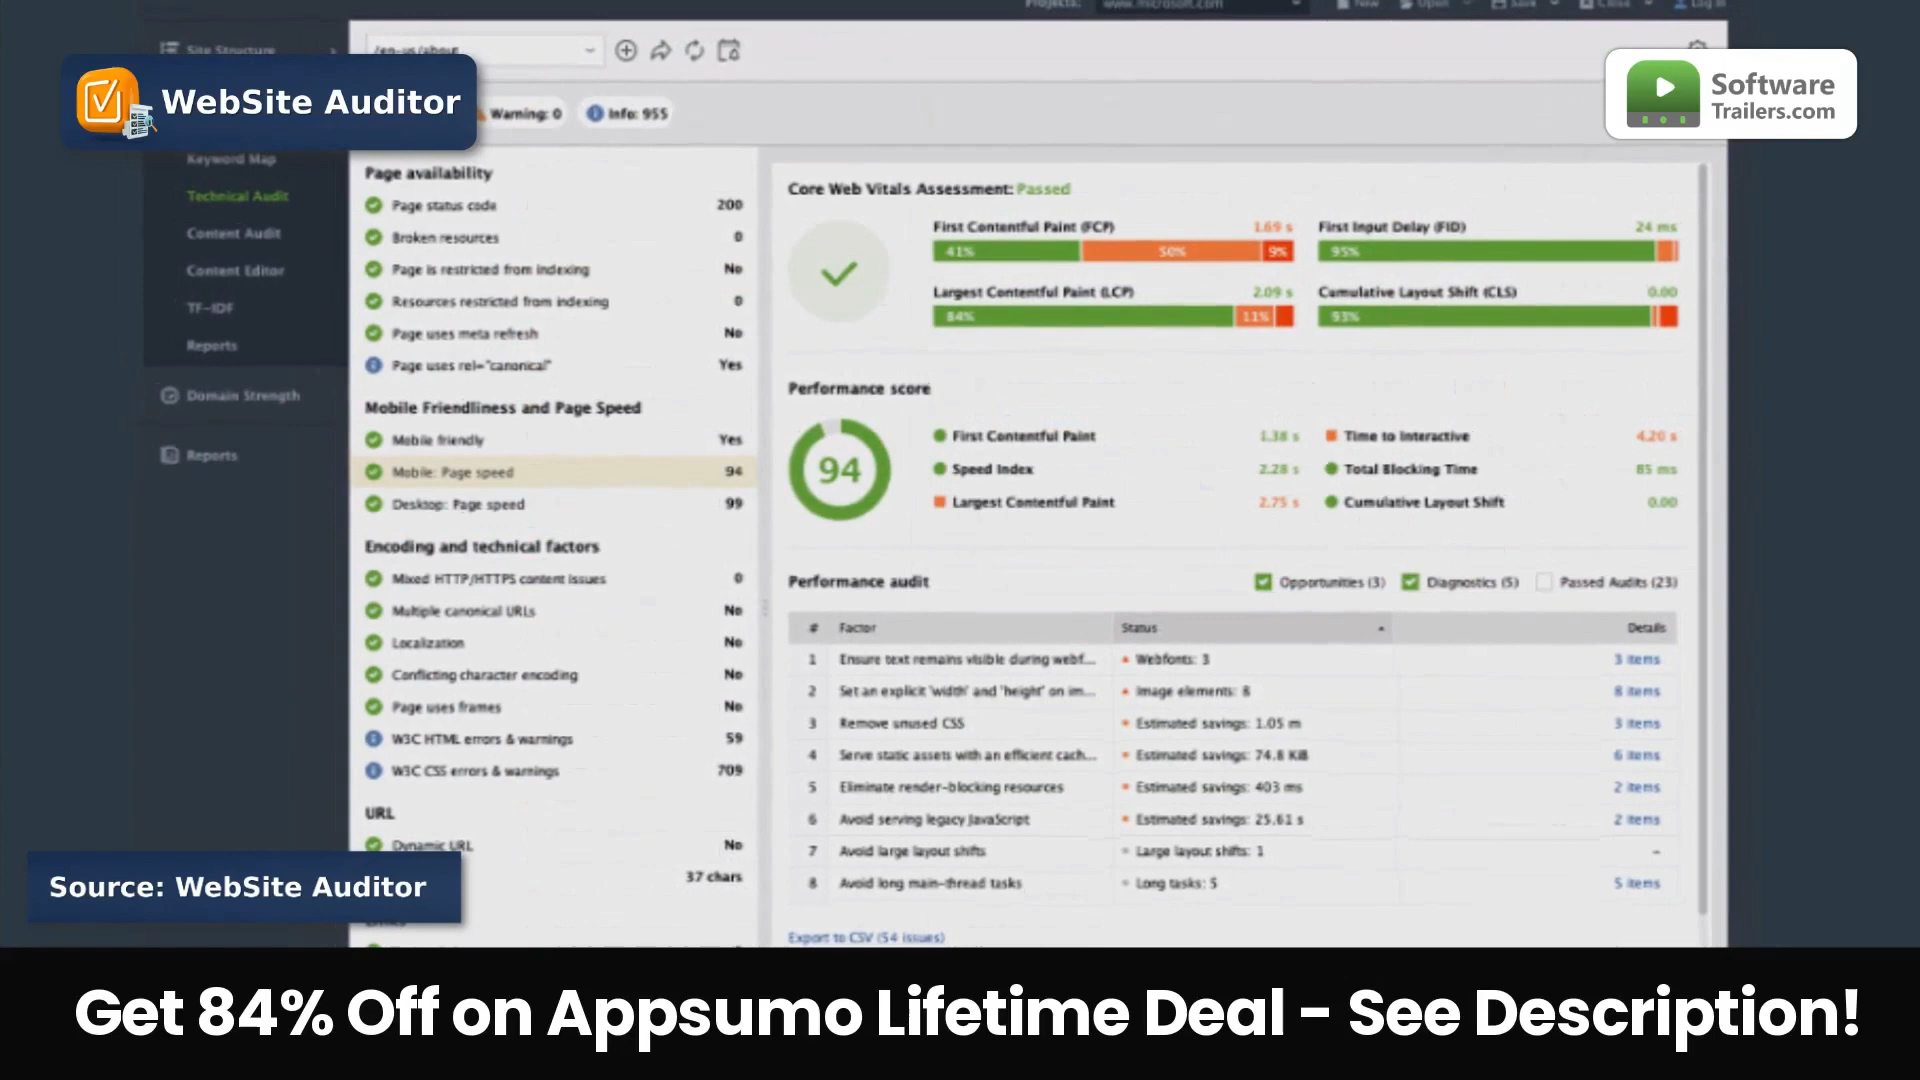 Projects: www.microsoft.com New Open Save Close Log in
Site Structure
/en-us/about
WebSite Auditor
Software
Trailers.com
Warning: 0 Info: 955
Keyword Map
Technical Audit
Content Audit
Content Editor
TF-IDF
Reports
Domain Strength
Reports
Page availability
Page status code 200
Broken resources 0
Page is restricted from indexing No
Resources restricted from indexing 0
Page uses meta refresh No
Page uses rel="canonical" Yes
Mobile Friendliness and Page Speed
Mobile friendly Yes
Mobile: Page speed 94
Desktop: Page speed 99
Encoding and technical factors
Mixed HTTP/HTTPS content issues 0
Multiple canonical URLs No
Localization No
Conflicting character encoding No
Page uses frames No
W3C HTML errors & warnings 59
W3C CSS errors & warnings 709
URL
Dynamic URL No
37 chars
Core Web Vitals Assessment: Passed
First Contentful Paint (FCP) 1.69 s First Input Delay (FID) 24 ms
41% 50% 9% 95%
Largest Contentful Paint (LCP) 2.09 s Cumulative Layout Shift (CLS) 0.00
84% 11% 93%
Performance score
94
First Contentful Paint 1.38 s Time to Interactive 4.20 s
Speed Index 2.28 s Total Blocking Time 85 ms
Largest Contentful Paint 2.75 s Cumulative Layout Shift 0.00
Performance audit Opportunities (3) Diagnostics (5) Passed Audits (23)
# Factor Status Details
1 Ensure text remains visible during webf... Webfonts: 3 3 items
2 Set an explicit 'width' and 'height' on im... Image elements: 8 8 items
3 Remove unused CSS Estimated savings: 1.05 m 3 items
4 Serve static assets with an efficient cach... Estimated savings: 74.8 KiB 6 items
5 Eliminate render-blocking resources Estimated savings: 403 ms 2 items
6 Avoid serving legacy JavaScript Estimated savings: 25.61 s 2 items
7 Avoid large layout shifts Large layout shifts: 1 –
8 Avoid long main-thread tasks Long tasks: 5 5 items
Export to CSV (54 issues)
Source: WebSite Auditor
Get 84% Off on Appsumo Lifetime Deal - See Description!